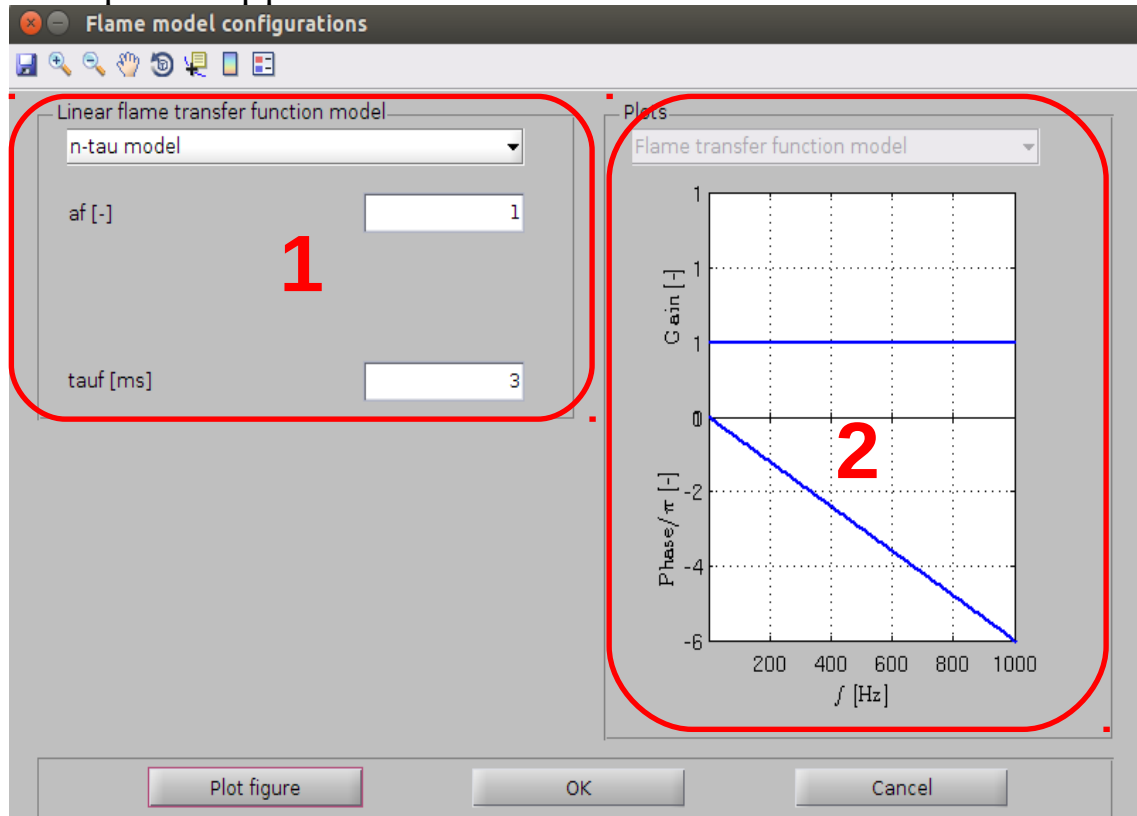 Flame model configurations
Linear flame transfer function model
n-tau model
af [-]
1
1
tauf [ms]
3
Plots
Flame transfer function model
1
1
1
0
Gain [-]
2
-2
-4
-6
Phase/π [-]
200 400 600 800 1000
f [Hz]
Plot figure
OK
Cancel